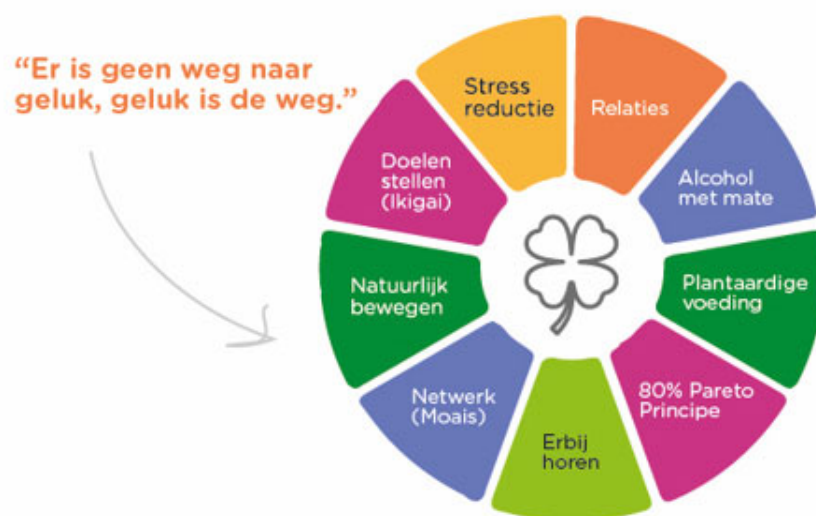 “Er is geen weg naar
geluk, geluk is de weg.”
Stress
reductie
Relaties
Alcohol
met mate
Plantaardige
voeding
80% Pareto
Principe
Erbij
horen
Netwerk
(Moais)
Natuurlijk
bewegen
Doelen
stellen
(Ikigai)